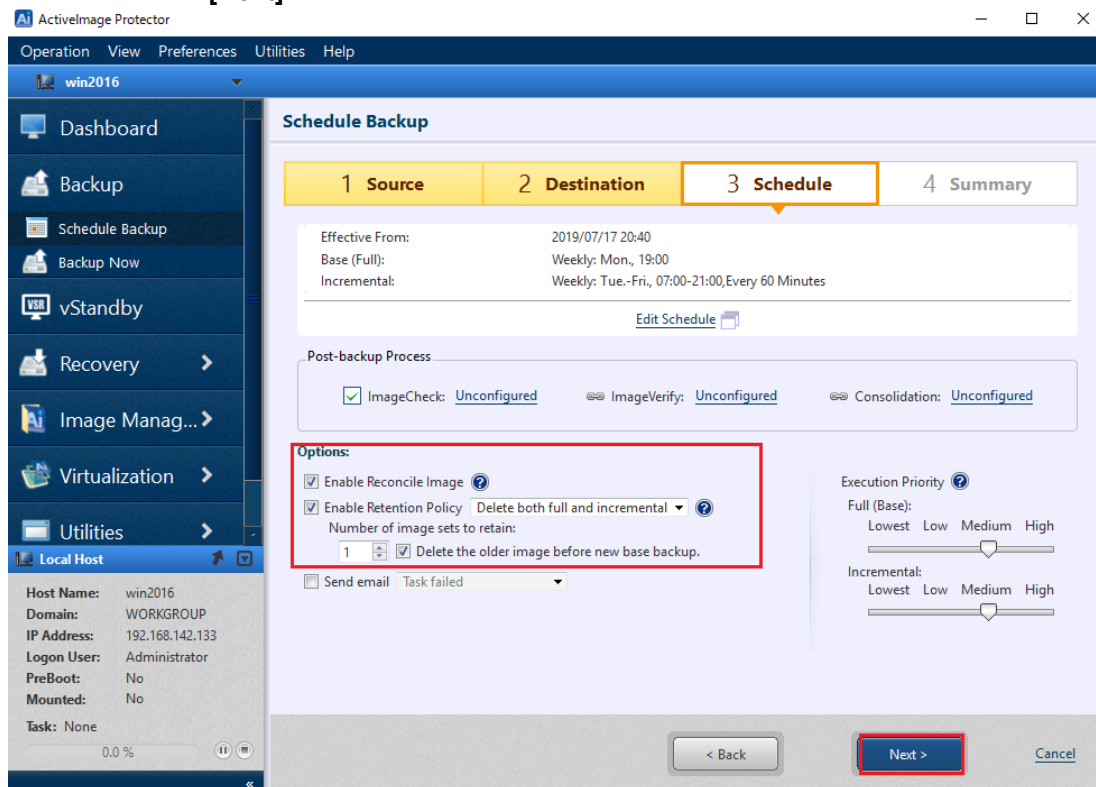 Ai ActiveImage Protector
Operation View Preferences Utilities Help
win2016
Dashboard
Backup
Schedule Backup
Backup Now
VSR vStandby
Recovery >
Ai Image Manag... >
Virtualization >
Utilities >
Local Host
Host Name: win2016
Domain: WORKGROUP
IP Address: 192.168.142.133
Logon User: Administrator
PreBoot: No
Mounted: No
Task: None
0.0 %
«
Schedule Backup
1 Source
2 Destination
3 Schedule
4 Summary
Effective From: 2019/07/17 20:40
Base (Full): Weekly: Mon., 19:00
Incremental: Weekly: Tue.-Fri., 07:00-21:00,Every 60 Minutes
Edit Schedule
Post-backup Process
ImageCheck: Unconfigured ImageVerify: Unconfigured Consolidation: Unconfigured
Options:
Enable Reconcile Image ?
Enable Retention Policy Delete both full and incremental ?
Number of image sets to retain:
1 Delete the older image before new base backup.
Send email Task failed
Execution Priority ?
Full (Base):
Lowest Low Medium High
Incremental:
Lowest Low Medium High
< Back
Next >
Cancel